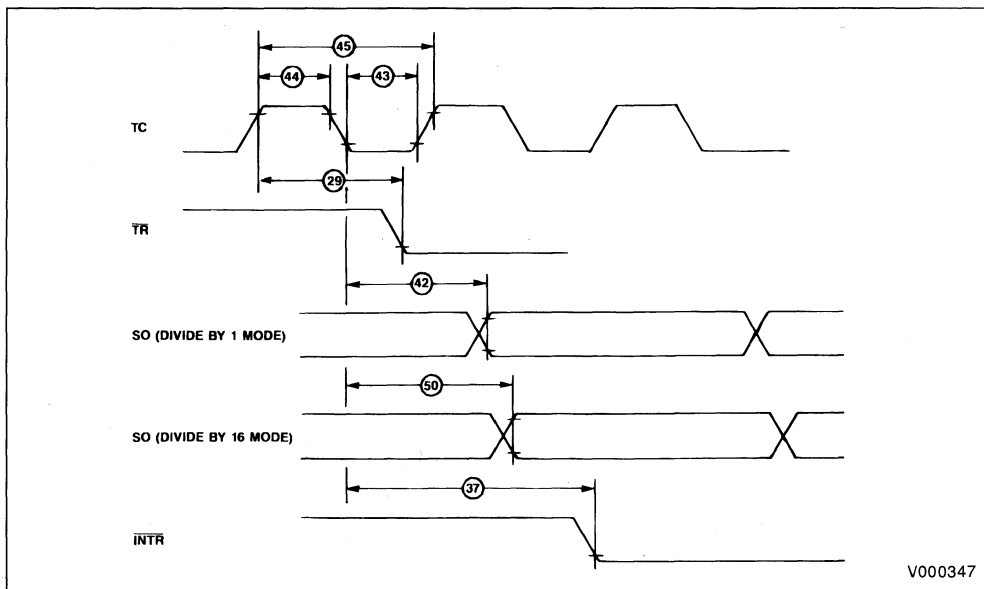 45
44
43
TC
29
TR
42
SO (DIVIDE BY 1 MODE)
50
SO (DIVIDE BY 16 MODE)
37
INTR
V000347